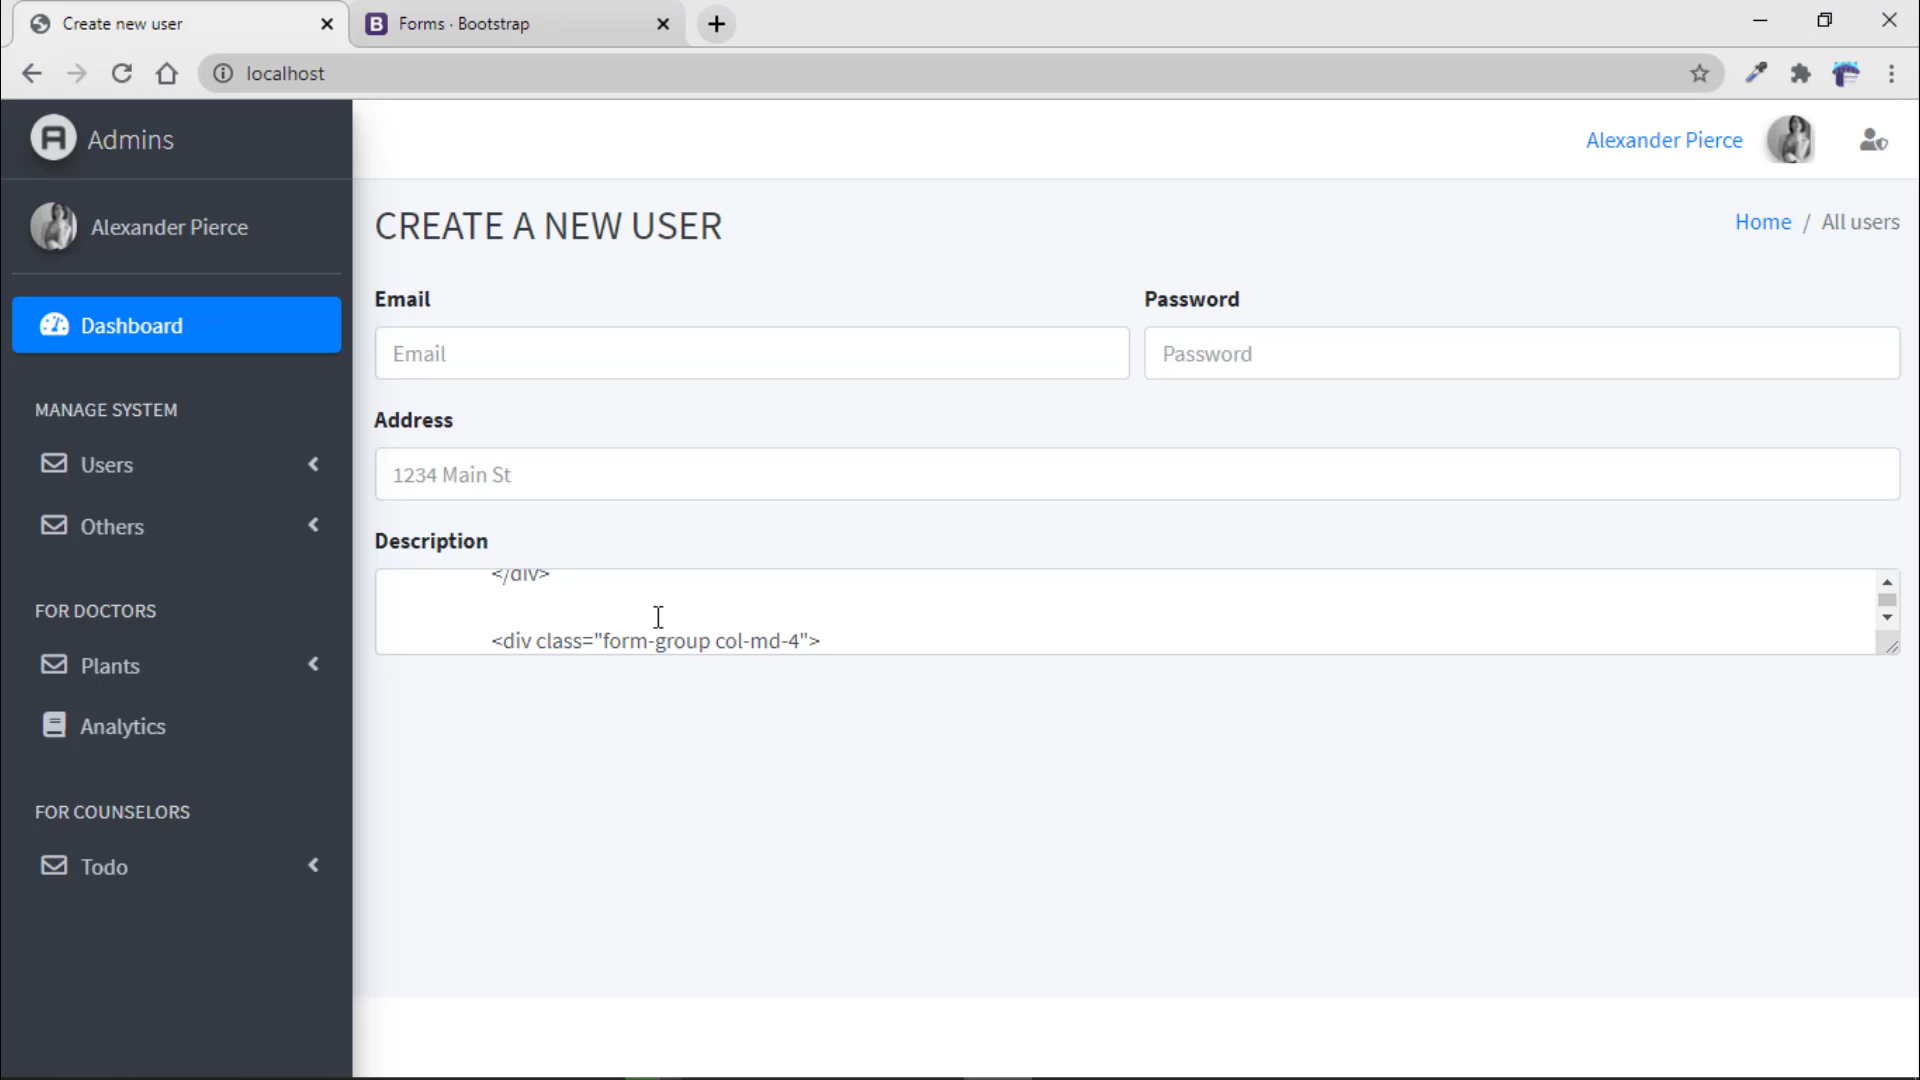 Create new user
B Forms · Bootstrap
localhost
Admins
Alexander Pierce
Alexander Pierce
CREATE A NEW USER
Home / All users
Dashboard
MANAGE SYSTEM
Users
Others
FOR DOCTORS
Plants
Analytics
FOR COUNSELORS
Todo
Email
Password
Email
Password
Address
1234 Main St
Description
</div>
<div class="form-group col-md-4">